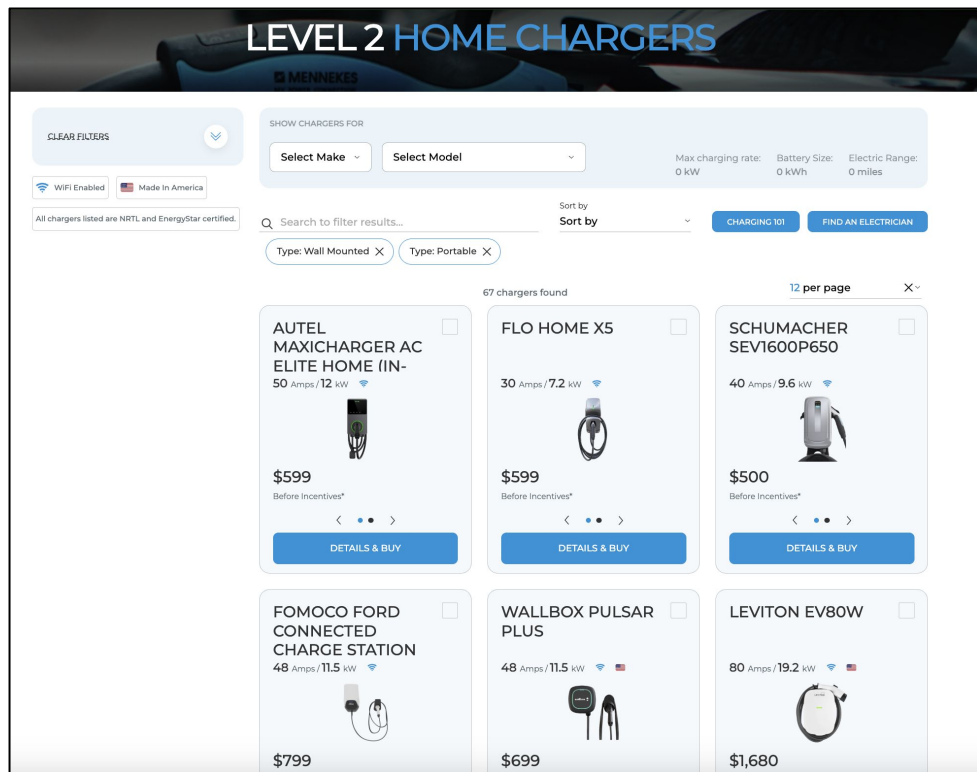 LEVEL 2 HOME CHARGERS
MENNEKES
CLEAR FILTERS
WiFi Enabled
Made In America
All chargers listed are NRTL and EnergyStar certified.
SHOW CHARGERS FOR
Select Make
Select Model
Max charging rate:
0 kW
Battery Size:
0 kWh
Electric Range:
0 miles
Search to filter results...
Sort by
Sort by
CHARGING 101
FIND AN ELECTRICIAN
Type: Wall Mounted X
Type: Portable X
67 chargers found
12 per page
AUTEL
MAXICHARGER AC
ELITE HOME (IN-
50 Amps / 12 kW
$599
Before Incentives*
DETAILS & BUY
FLO HOME X5
30 Amps / 7.2 kW
$599
Before Incentives*
DETAILS & BUY
SCHUMACHER
SEV1600P650
40 Amps / 9.6 kW
$500
Before Incentives*
DETAILS & BUY
FOMOCO FORD
CONNECTED
CHARGE STATION
48 Amps / 11.5 kW
$799
WALLBOX PULSAR
PLUS
48 Amps / 11.5 kW
$699
LEVITON EV80W
80 Amps / 19.2 kW
$1,680